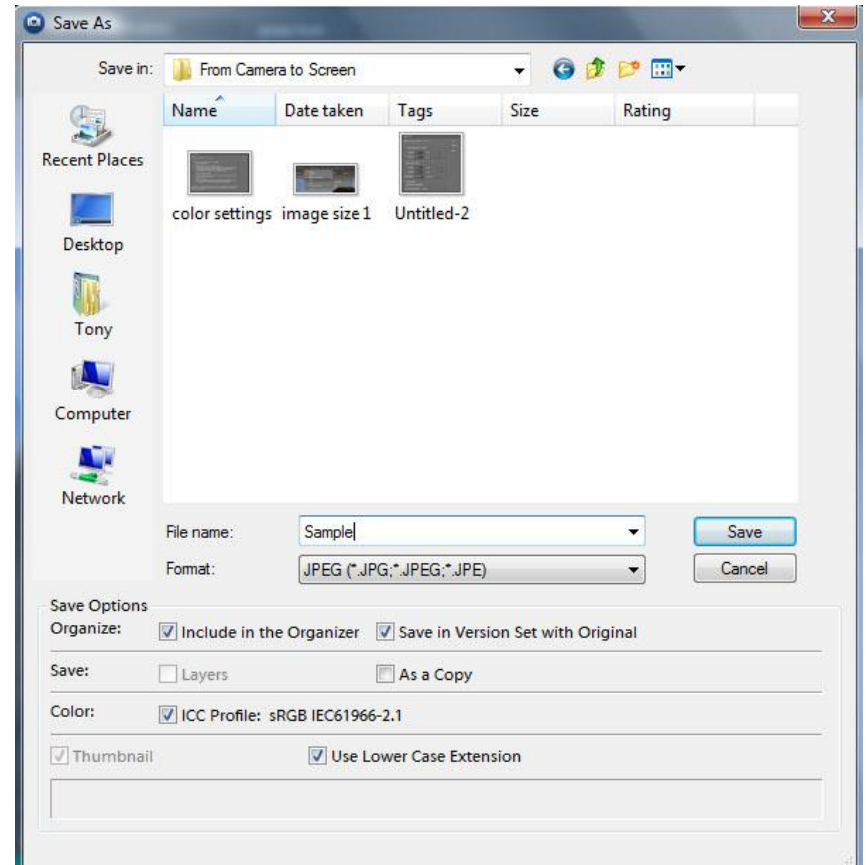 Save As
Save in: From Camera to Screen
Name Date taken Tags Size Rating
Recent Places
Desktop
Tony
Computer
Network
color settings image size 1 Untitled-2
File name: Sample Save
Format: JPEG (*.JPG;*.JPEG;*.JPE) Cancel
Save Options
Organize: Include in the Organizer Save in Version Set with Original
Save: Layers As a Copy
Color: ICC Profile: sRGB IEC61966-2.1
Thumbnail Use Lower Case Extension